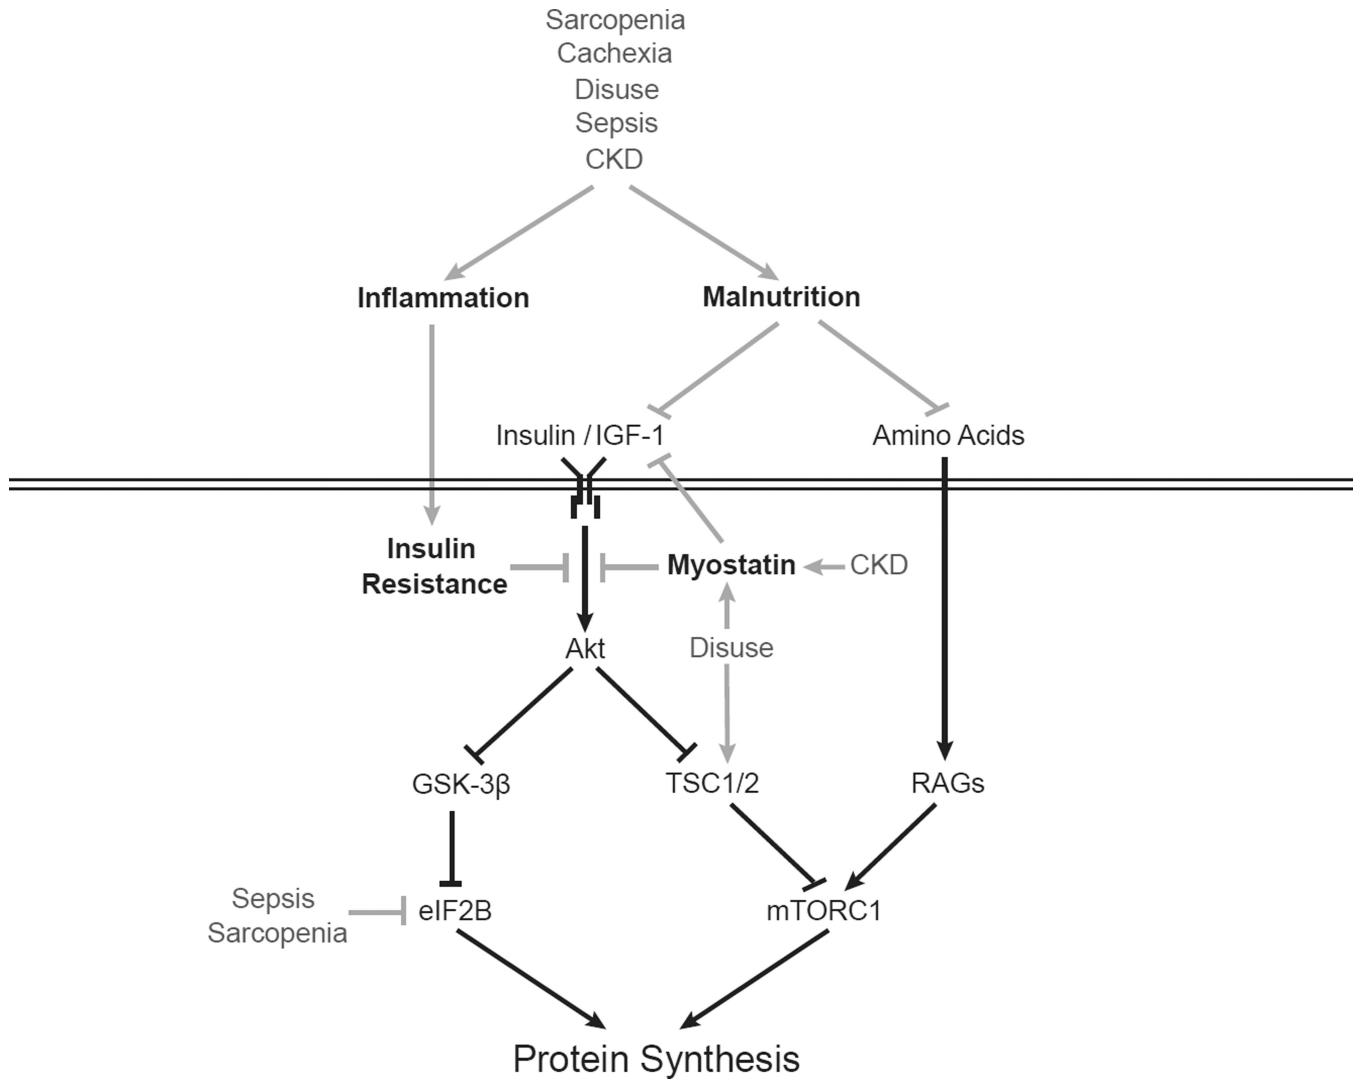 Sarcopenia
Cachexia
Disuse
Sepsis
CKD
Inflammation
Malnutrition
Insulin / IGF-1
Amino Acids
Insulin
Resistance
Myostatin
CKD
Akt
Disuse
GSK-3β
TSC1/2
RAGs
Sepsis
Sarcopenia
eIF2B
mTORC1
Protein Synthesis